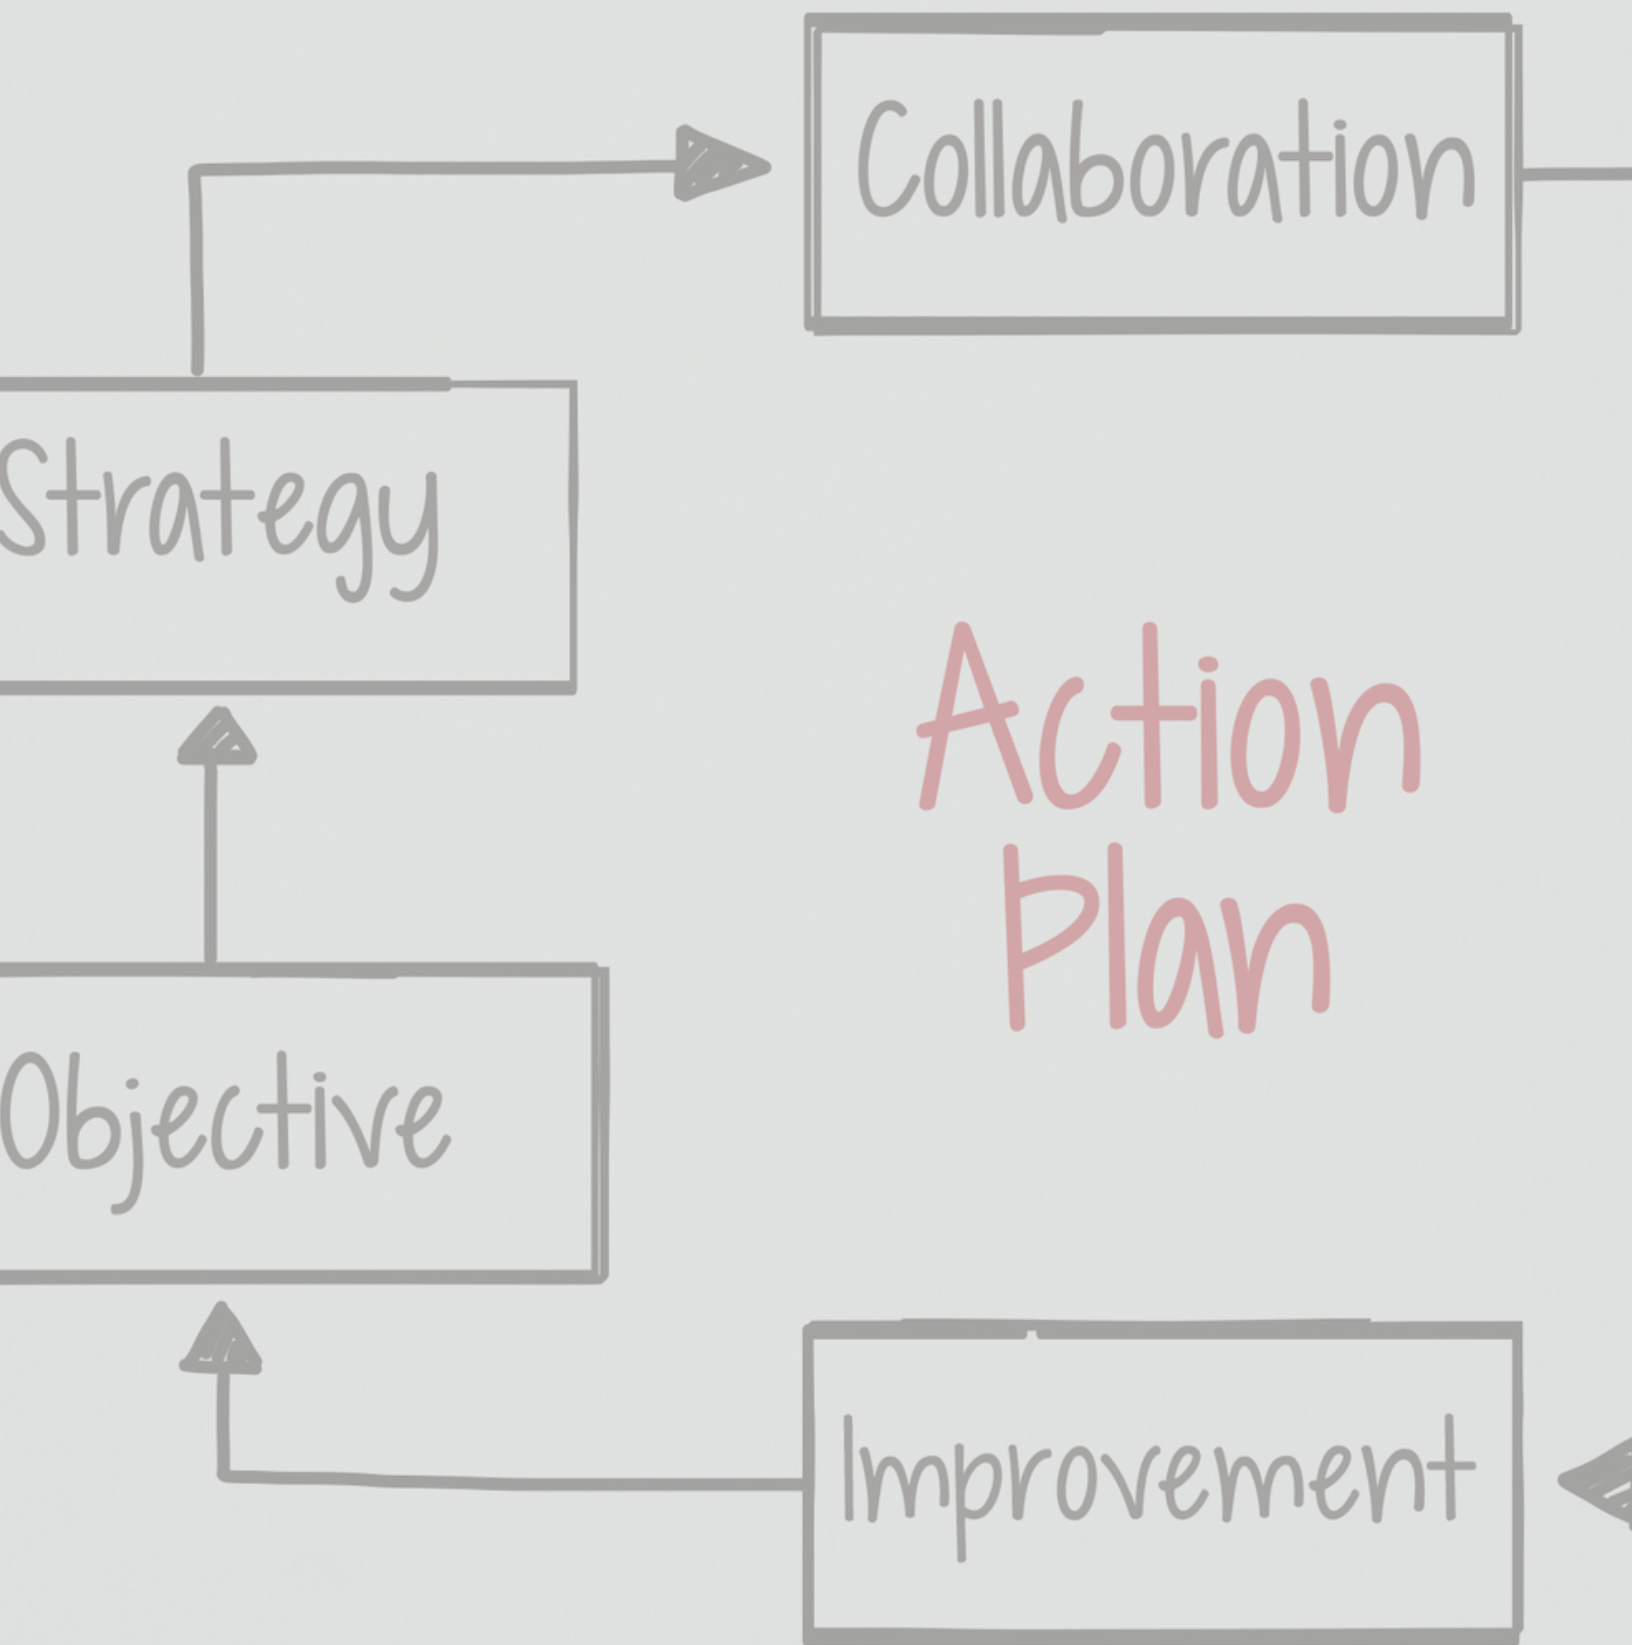 Collaboration
Strategy
Action
Plan
Objective
Improvement